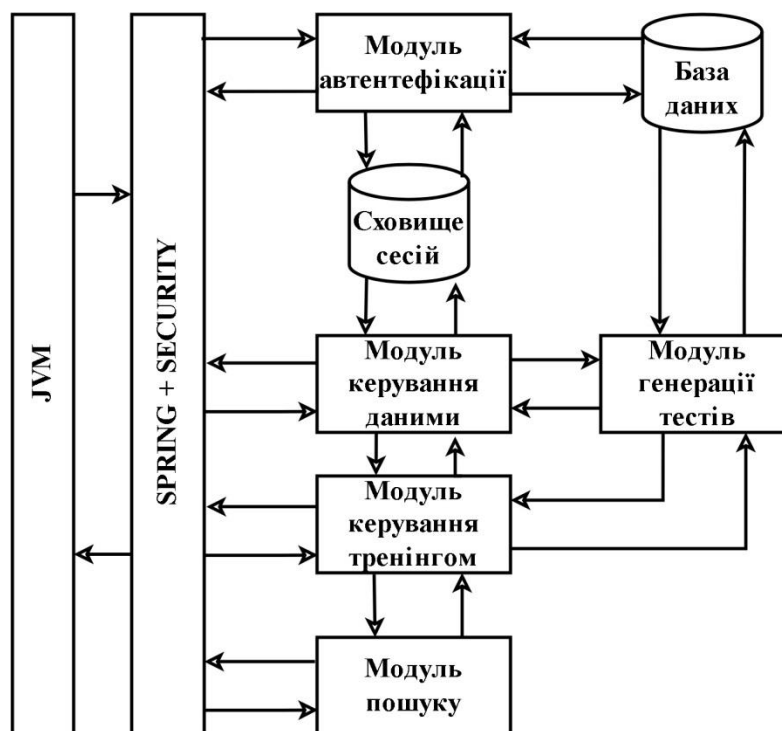 JVM
SPRING + SECURITY
Модуль
автентефікації
База
даних
Сховище
сесій
Модуль
керування
даними
Модуль
генерації
тестів
Модуль
керування
тренінгом
Модуль
пошуку